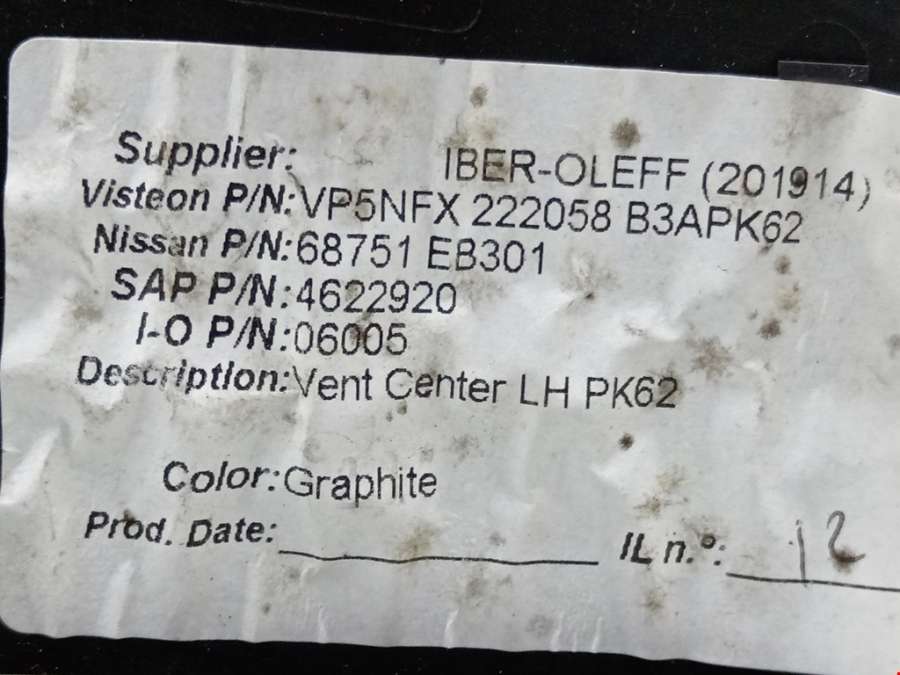 Supplier: IBER-OLEFF (201914)
Visteon P/N: VP5NFX 222058 B3APK62
Nissan P/N: 68751 EB301
SAP P/N: 4622920
I-O P/N: 06005
Description: Vent Center LH PK62
Color: Graphite
Prod. Date: IL n.º: 12